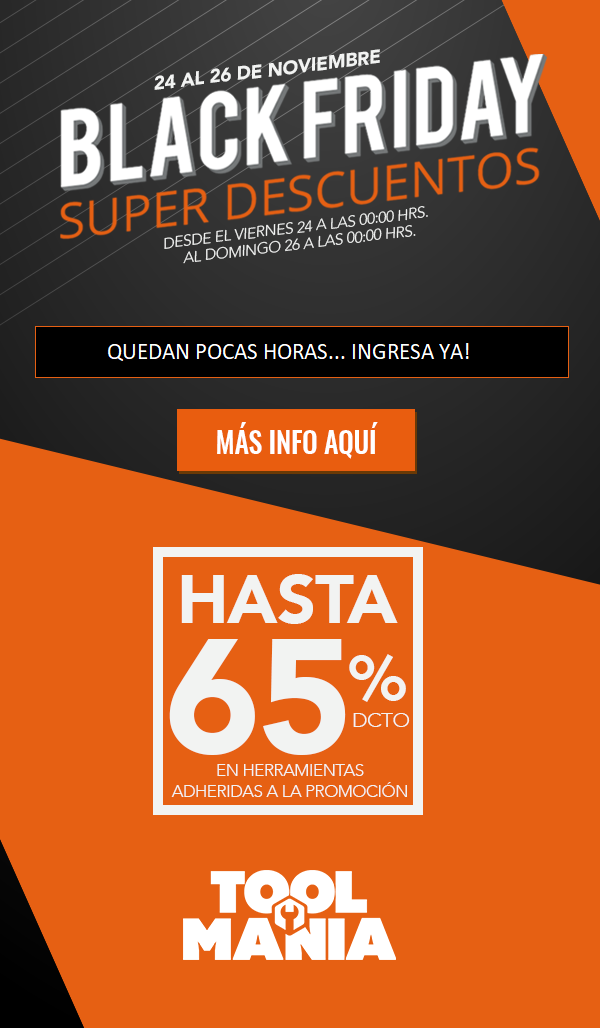 24 AL 26 DE NOVIEMBRE
BLACK FRIDAY
SUPER DESCUENTOS
DESDE EL VIERNES 24 A LAS 00:00 HRS.
AL DOMINGO 26 A LAS 00:00 HRS.
QUEDAN POCAS HORAS... INGRESA YA!
MÁS INFO AQUÍ
HASTA
65%
DCTO
EN HERRAMIENTAS
ADHERIDAS A LA PROMOCIÓN
TOOL
MANIA